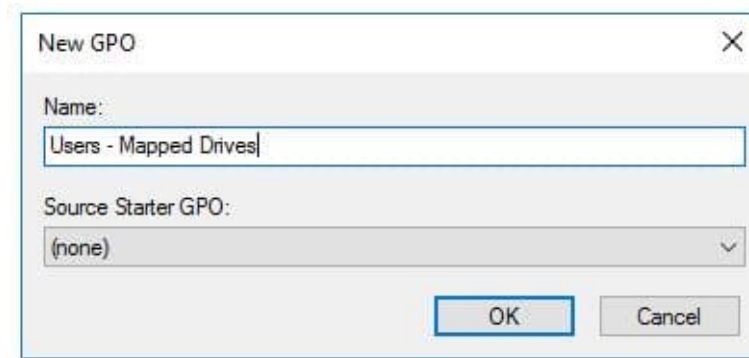 New GPO
Name:
Users - Mapped Drives
Source Starter GPO:
(none)
OK Cancel